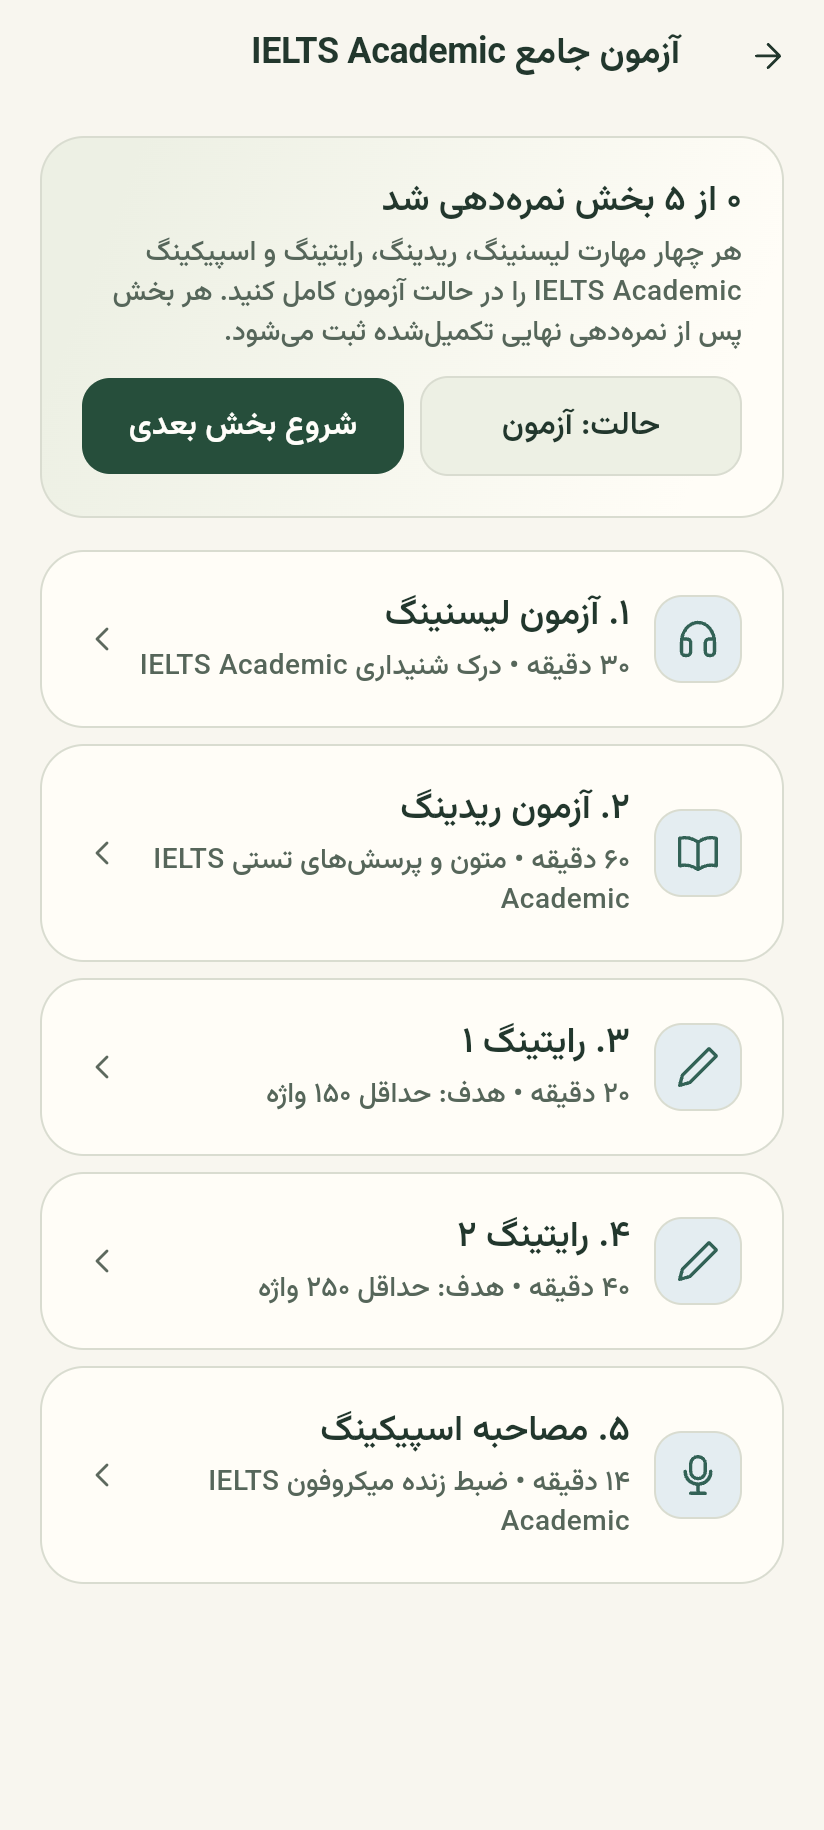 آزمون جامع IELTS Academic
۰ از ۵ بخش نمره‌دهی شد
هر چهار مهارت لیسنینگ، ریدینگ، رایتینگ و اسپیکینگ
IELTS Academic را در حالت آزمون کامل کنید. هر بخش
پس از نمره‌دهی نهایی تکمیل‌شده ثبت می‌شود.
حالت: آزمون
شروع بخش بعدی
۱. آزمون لیسنینگ
۳۰ دقیقه • درک شنیداری IELTS Academic
۲. آزمون ریدینگ
۶۰ دقیقه • متون و پرسش‌های تستی IELTS
Academic
۳. رایتینگ ۱
۲۰ دقیقه • هدف: حداقل ۱۵۰ واژه
۴. رایتینگ ۲
۴۰ دقیقه • هدف: حداقل ۲۵۰ واژه
۵. مصاحبه اسپیکینگ
۱۴ دقیقه • ضبط زنده میکروفون IELTS
Academic